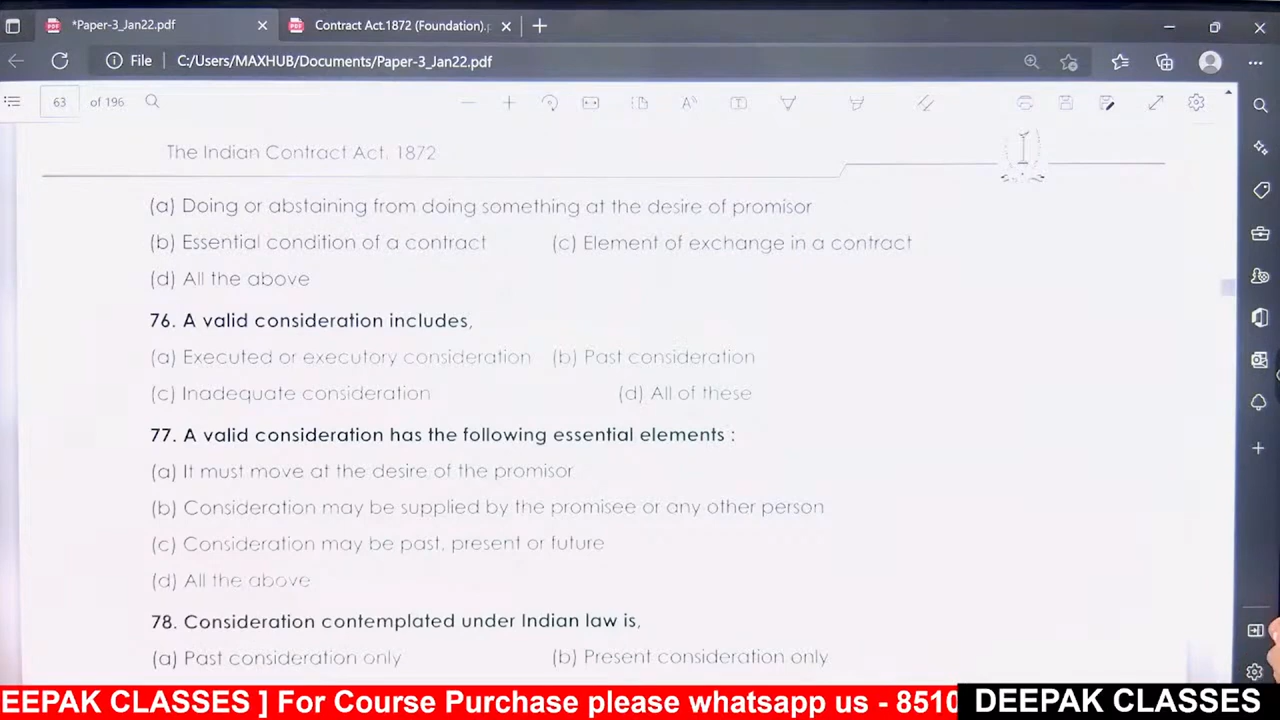 *Paper-3_Jan22.pdf
Contract Act.1872 (Foundation).p
File C:/Users/MAXHUB/Documents/Paper-3_Jan22.pdf
63 of 196
The Indian Contract Act. 1872
(a) Doing or abstaining from doing something at the desire of promisor
(b) Essential condition of a contract (c) Element of exchange in a contract
(d) All the above
76. A valid consideration includes,
(a) Executed or executory consideration (b) Past consideration
(c) Inadequate consideration (d) All of these
77. A valid consideration has the following essential elements :
(a) It must move at the desire of the promisor
(b) Consideration may be supplied by the promisee or any other person
(c) Consideration may be past, present or future
(d) All the above
78. Consideration contemplated under Indian law is,
(a) Past consideration only (b) Present consideration only
EEPAK CLASSES ] For Course Purchase please whatsapp us - 8510
DEEPAK CLASSES